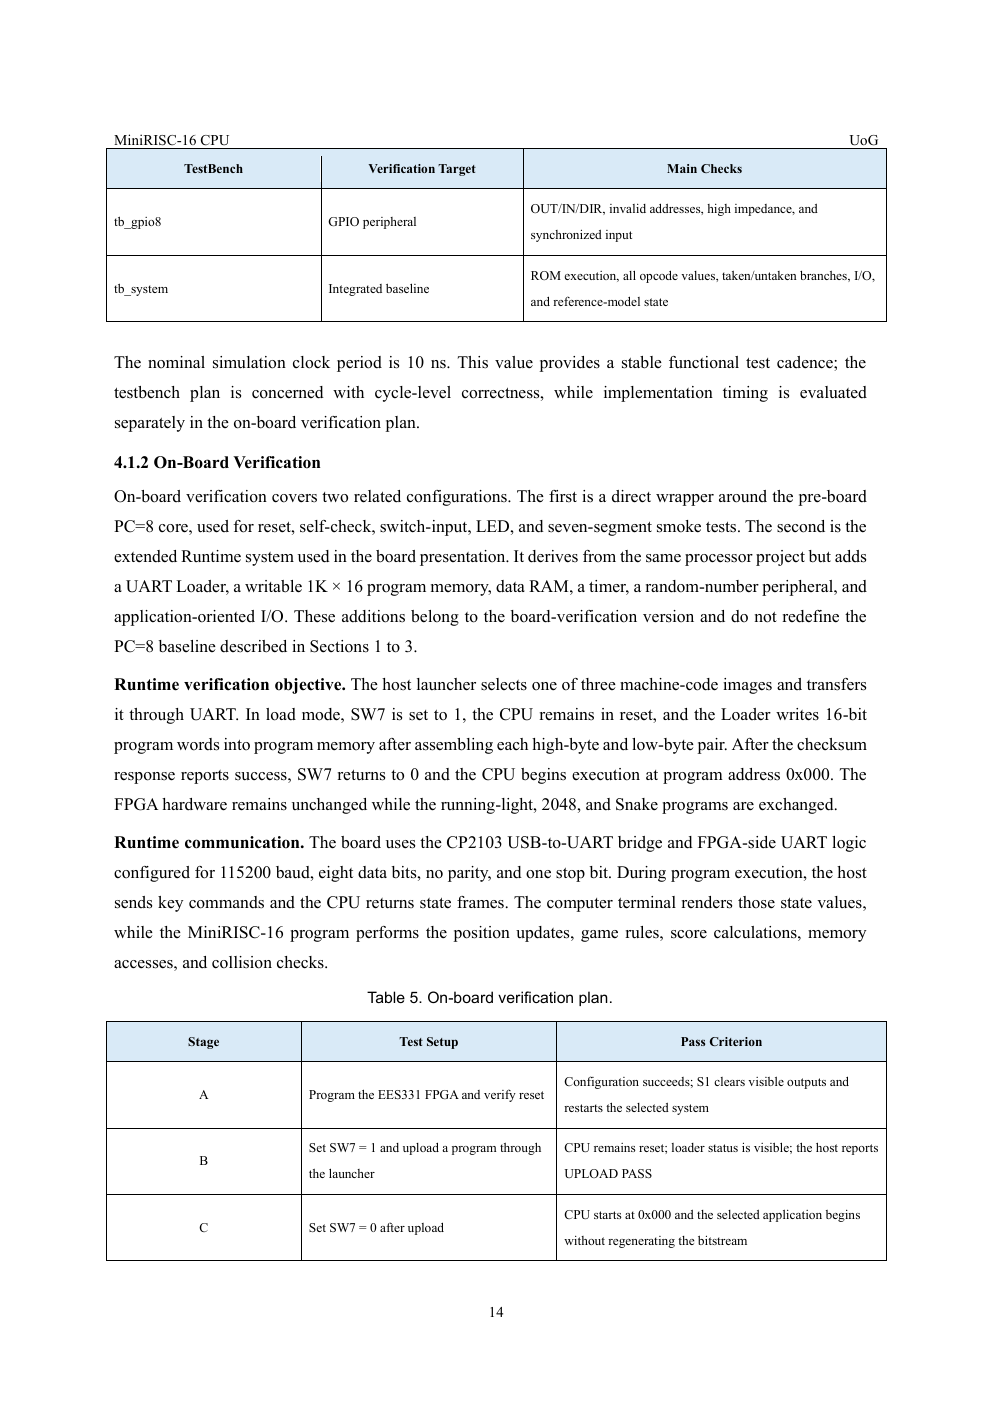 MiniRISC-16 CPU UoG
TestBench Verification Target Main Checks
tb_gpio8 GPIO peripheral OUT/IN/DIR, invalid addresses, high impedance, and
synchronized input
tb_system Integrated baseline ROM execution, all opcode values, taken/untaken branches, I/O,
and reference-model state
The nominal simulation clock period is 10 ns. This value provides a stable functional test cadence; the
testbench plan is concerned with cycle-level correctness, while implementation timing is evaluated
separately in the on-board verification plan.
4.1.2 On-Board Verification
On-board verification covers two related configurations. The first is a direct wrapper around the pre-board
PC=8 core, used for reset, self-check, switch-input, LED, and seven-segment smoke tests. The second is the
extended Runtime system used in the board presentation. It derives from the same processor project but adds
a UART Loader, a writable 1K × 16 program memory, data RAM, a timer, a random-number peripheral, and
application-oriented I/O. These additions belong to the board-verification version and do not redefine the
PC=8 baseline described in Sections 1 to 3.
Runtime verification objective. The host launcher selects one of three machine-code images and transfers
it through UART. In load mode, SW7 is set to 1, the CPU remains in reset, and the Loader writes 16-bit
program words into program memory after assembling each high-byte and low-byte pair. After the checksum
response reports success, SW7 returns to 0 and the CPU begins execution at program address 0x000. The
FPGA hardware remains unchanged while the running-light, 2048, and Snake programs are exchanged.
Runtime communication. The board uses the CP2103 USB-to-UART bridge and FPGA-side UART logic
configured for 115200 baud, eight data bits, no parity, and one stop bit. During program execution, the host
sends key commands and the CPU returns state frames. The computer terminal renders those state values,
while the MiniRISC-16 program performs the position updates, game rules, score calculations, memory
accesses, and collision checks.
Table 5. On-board verification plan.
Stage Test Setup Pass Criterion
A Program the EES331 FPGA and verify reset Configuration succeeds; S1 clears visible outputs and
restarts the selected system
B Set SW7 = 1 and upload a program through
the launcher CPU remains reset; loader status is visible; the host reports
UPLOAD PASS
C Set SW7 = 0 after upload CPU starts at 0x000 and the selected application begins
without regenerating the bitstream
14